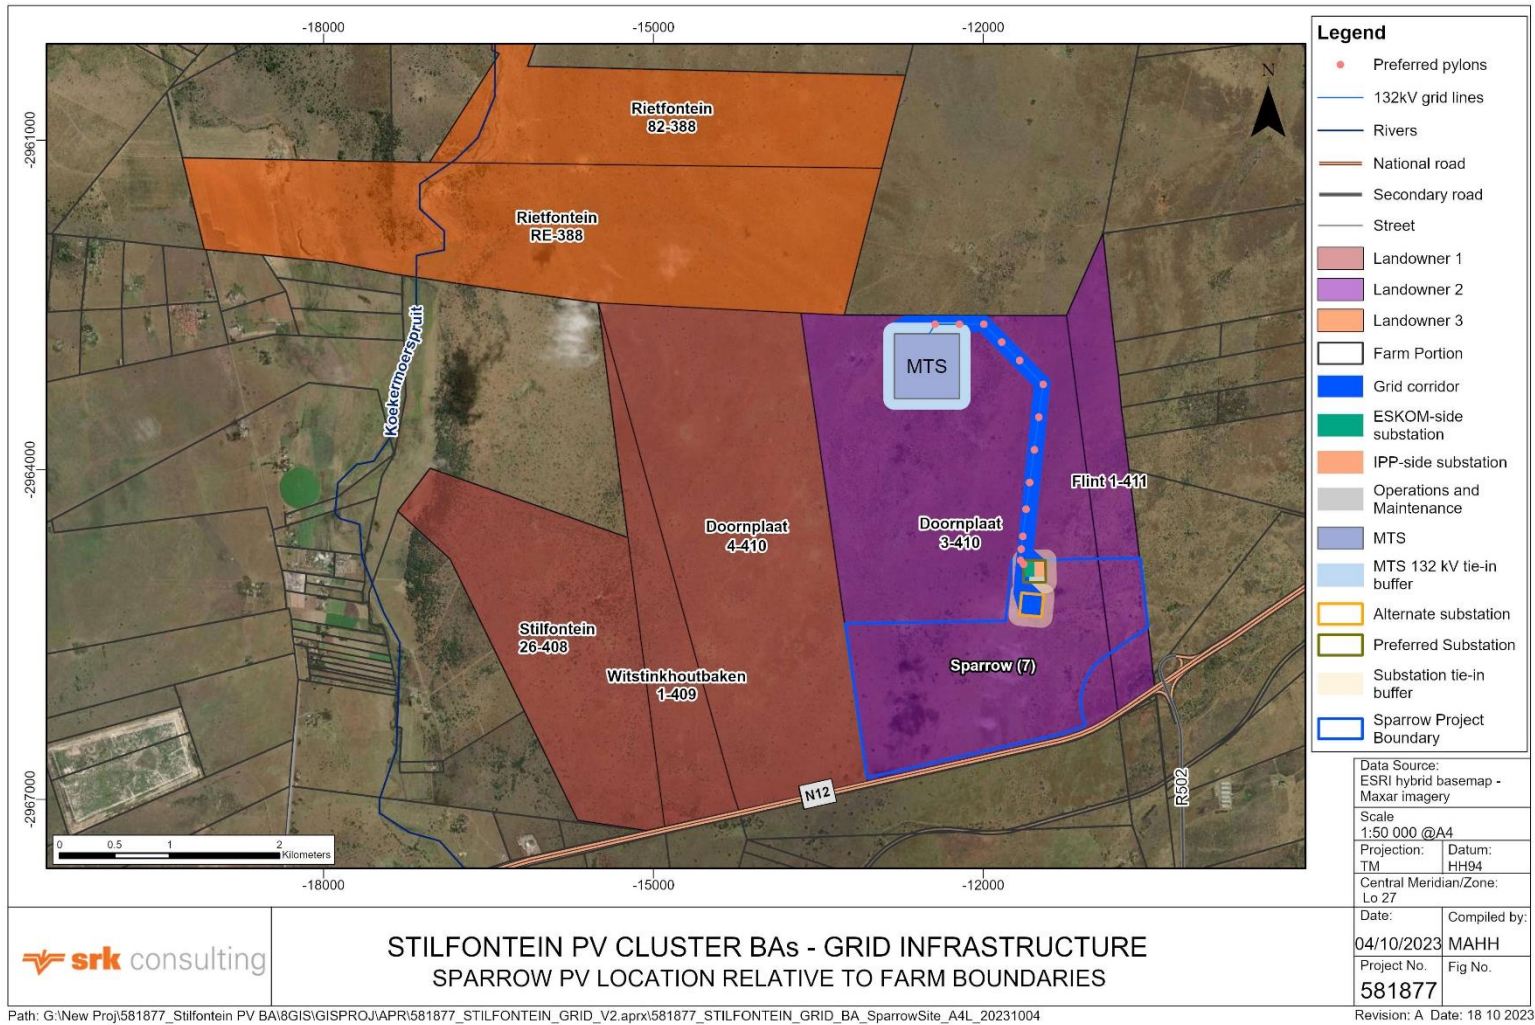 -18000
-15000
-12000
-2961000
-2964000
-2967000
Rietfontein
82-388
Rietfontein
RE-388
Koekermoerspruit
MTS
Flint 1-411
Doornplaat
4-410
Doornplaat
3-410
Stilfontein
26-408
Witstinkhoutbaken
1-409
Sparrow (7)
N12
R502
N
0 0.5 1 2
Kilometers
-18000
-15000
-12000
Legend
Preferred pylons
132kV grid lines
Rivers
National road
Secondary road
Street
Landowner 1
Landowner 2
Landowner 3
Farm Portion
Grid corridor
ESKOM-side
substation
IPP-side substation
Operations and
Maintenance
MTS
MTS 132 kV tie-in
buffer
Alternate substation
Preferred Substation
Substation tie-in
buffer
Sparrow Project
Boundary
Data Source:
ESRI hybrid basemap -
Maxar imagery
Scale
1:50 000 @A4
Projection:
TM
Datum:
HH94
Central Meridian/Zone:
Lo 27
Date:
04/10/2023
Compiled by:
MAHH
Project No.
581877
Fig No.
srk consulting
STILFONTEIN PV CLUSTER BAs - GRID INFRASTRUCTURE
SPARROW PV LOCATION RELATIVE TO FARM BOUNDARIES
Path: G:\New Proj\581877_Stilfontein PV BA\8GIS\GISPROJ\APR\581877_STILFONTEIN_GRID_V2.aprx\581877_STILFONTEIN_GRID_BA_SparrowSite_A4L_20231004
Revision: A Date: 18 10 2023